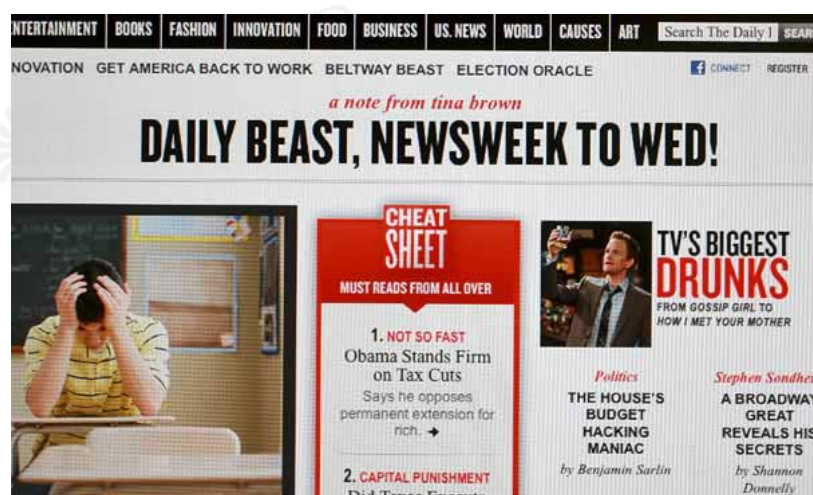 ENTERTAINMENT BOOKS FASHION INNOVATION FOOD BUSINESS US. NEWS WORLD CAUSES ART Search The Daily
GET AMERICA BACK TO WORK BELTWAY BEAST ELECTION ORACLE CONNECT REGISTER
a note from tina brown
DAILY BEAST, NEWSWEEK TO WED!
CHEAT
SHEET
MUST READS FROM ALL OVER
1. NOT SO FAST
Obama Stands Firm
on Tax Cuts
Says he opposes
permanent extension for
rich. →
2. CAPITAL PUNISHMENT
TV'S BIGGEST
DRUNKS
FROM GOSSIP GIRL TO
HOW I MET YOUR MOTHER
Politics
THE HOUSE'S
BUDGET
HACKING
MANIAC
by Benjamin Sarlin
Stephen
A BROADWAY
GREAT
REVEALS HIS
SECRETS
by Shannon
Donnelly